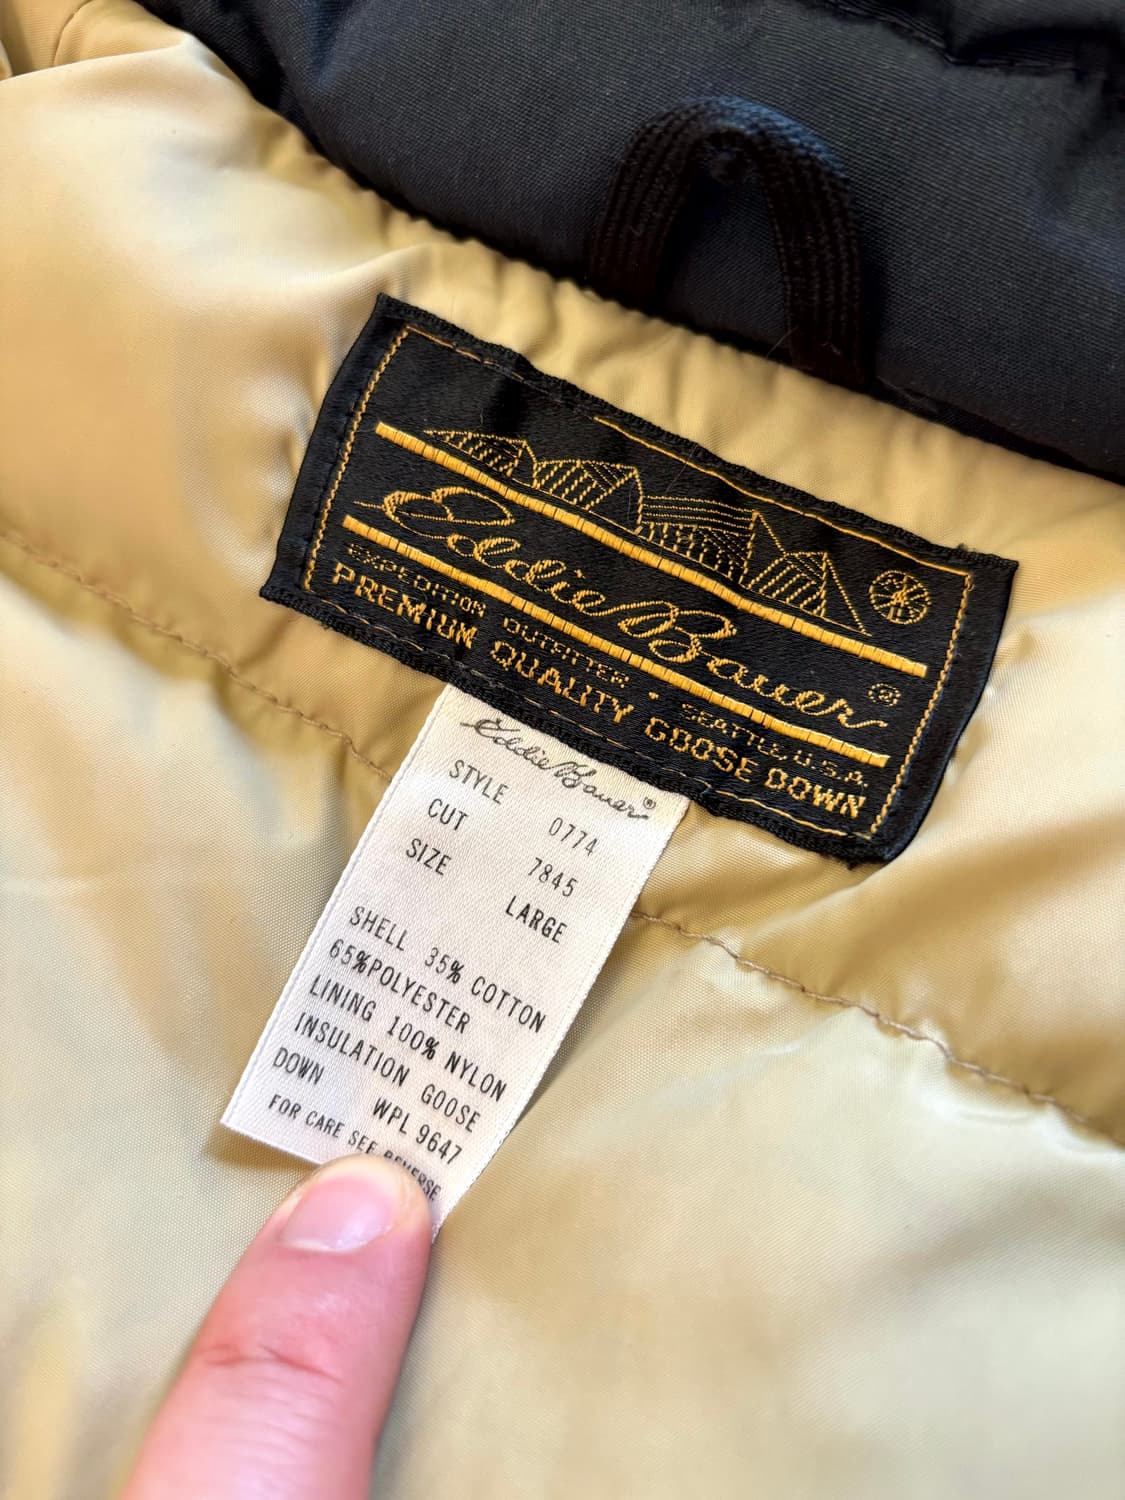 Eddie Bauer®
EXPEDITION OUTFITTER · SEATTLE, U.S.A.
PREMIUM QUALITY GOOSE DOWN
Eddie Bauer®
STYLE 0774
CUT 7845
SIZE LARGE
SHELL 35% COTTON
65%POLYESTER
LINING 100% NYLON
INSULATION GOOSE
DOWN
WPL 9647
FOR CARE SEE REVERSE